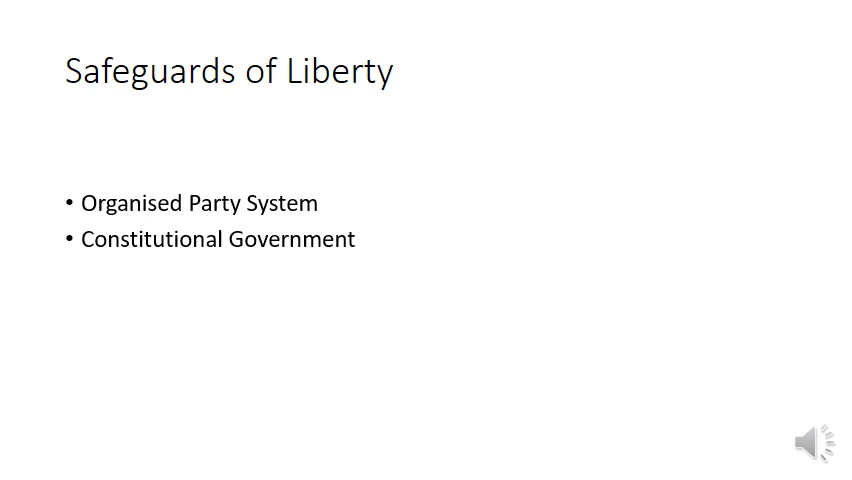 Safeguards of Liberty
• Organised Party System
• Constitutional Government